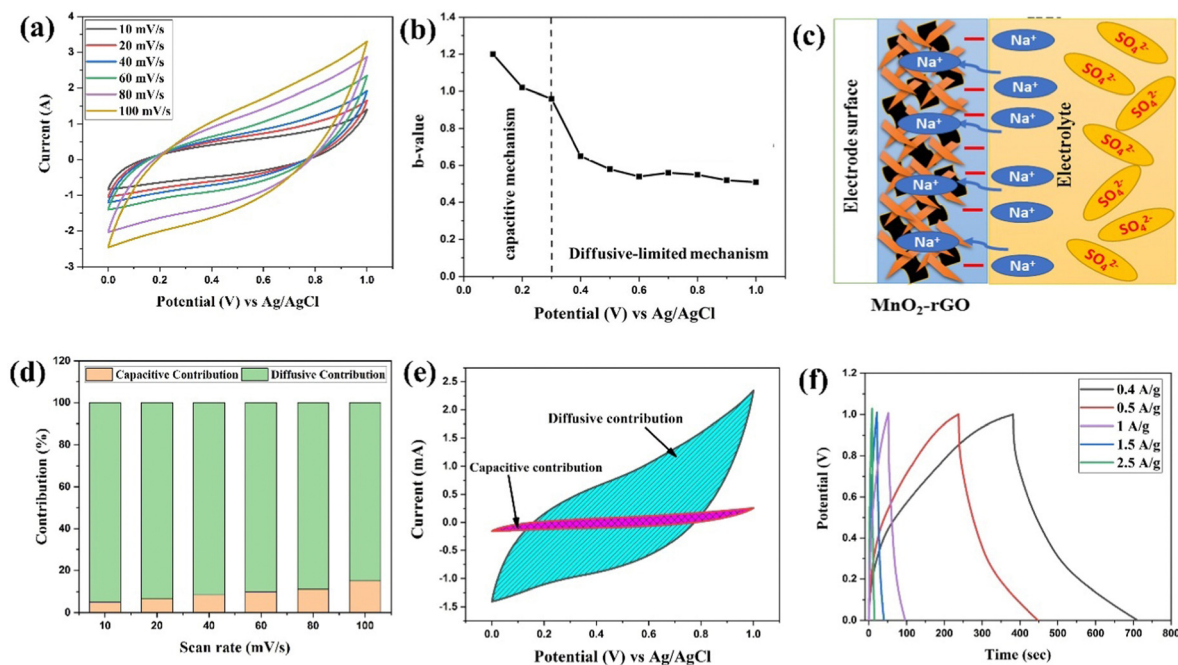 (a)
10 mV/s
20 mV/s
40 mV/s
60 mV/s
80 mV/s
100 mV/s
4
3
2
1
0
-1
-2
-3
Current (A)
0.0 0.2 0.4 0.6 0.8 1.0
Potential (V) vs Ag/AgCl
(b)
1.4
1.2
1.0
0.8
0.6
0.4
0.2
0.0
b-value
capacitive mechanism
Diffusive-limited mechanism
0.0 0.2 0.4 0.6 0.8 1.0
Potential (V) vs Ag/AgCl
(c)
Electrode surface
Electrolyte
Na⁺
Na⁺
Na⁺
Na⁺
Na⁺
Na⁺
Na⁺
Na⁺
Na⁺
Na⁺
SO₄²⁻
SO₄²⁻
SO₄²⁻
SO₄²⁻
SO₄²⁻
SO₄²⁻
SO₄²⁻
MnO₂-rGO
(d)
Capacitive Contribution Diffusive Contribution
120
100
80
60
40
20
0
Contribution (%)
10 20 40 60 80 100
Scan rate (mV/s)
(e)
2.5
2.0
1.5
1.0
0.5
0.0
-0.5
-1.0
-1.5
Current (mA)
Diffusive contribution
Capacitive contribution
0.0 0.2 0.4 0.6 0.8 1.0
Potential (V) vs Ag/AgCl
(f)
0.4 A/g
0.5 A/g
1 A/g
1.5 A/g
2.5 A/g
1.2
1.0
0.8
0.6
0.4
0.2
0.0
Potential (V)
0 100 200 300 400 500 600 700 800
Time (sec)